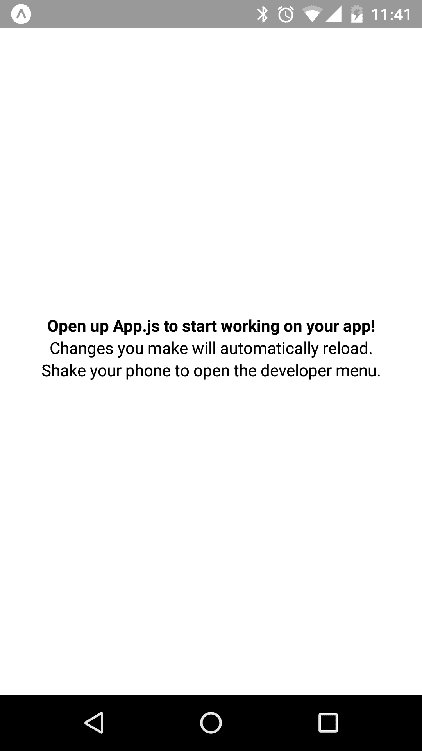 11:41
Open up App.js to start working on your app!
Changes you make will automatically reload.
Shake your phone to open the developer menu.